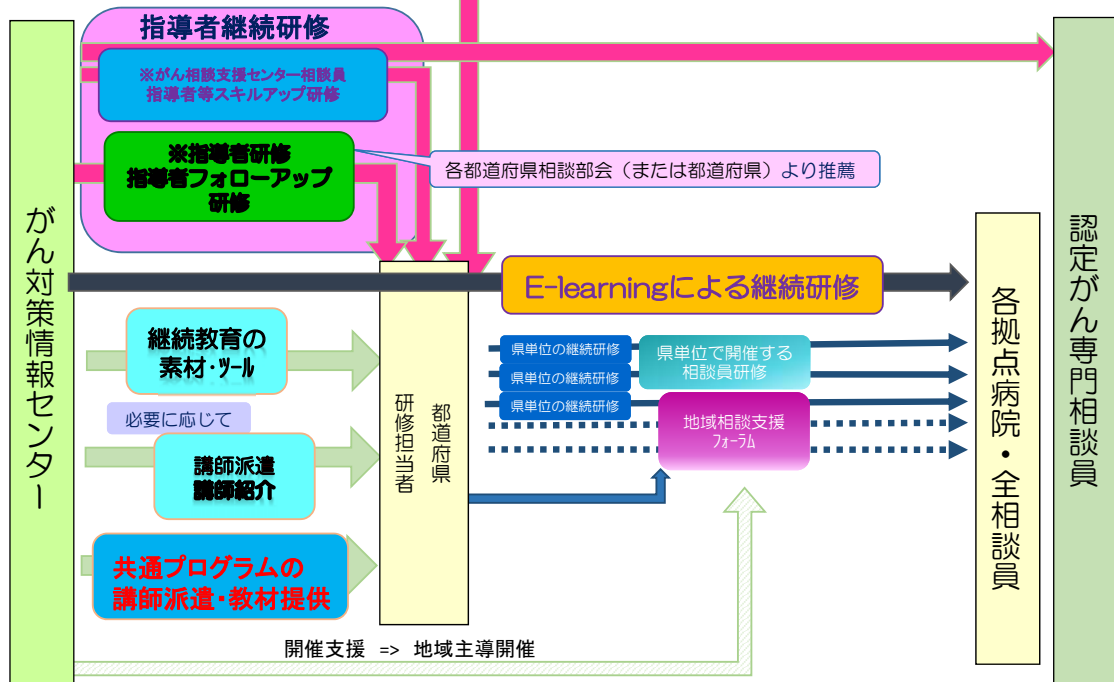 がん対策情報センター
指導者継続研修
※がん相談支援センター相談員
指導者等スキルアップ研修
※指導者研修
指導者フォローアップ
研修
各都道府県相談部会（または都道府県）より推薦
E-learningによる継続研修
継続教育の
素材・ツール
必要に応じて
講師派遣
講師紹介
共通プログラムの
講師派遣・教材提供
都道府県
研修担当者
県単位の継続研修
県単位の継続研修
県単位の継続研修
県単位で開催する
相談員研修
地域相談支援
フォーラム
開催支援 => 地域主導開催
各拠点病院・全相談員
認定がん専門相談員